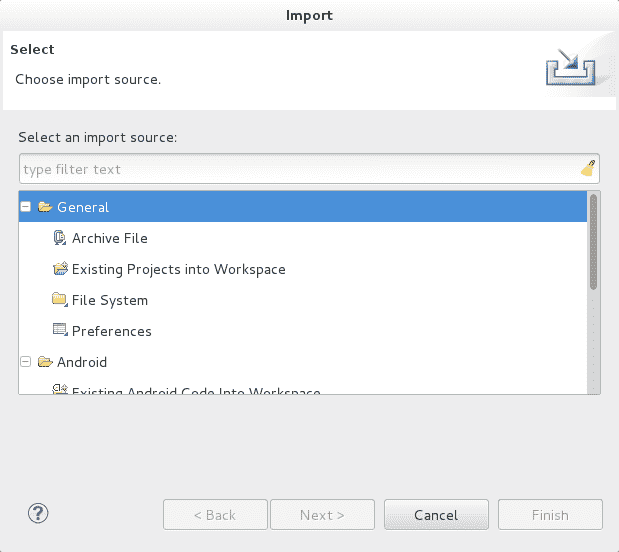 Import
Select
Choose import source.
Select an import source:
type filter text
General
Archive File
Existing Projects into Workspace
File System
Preferences
Android
Existing Android Code Into Workspace
?
< Back
Next >
Cancel
Finish